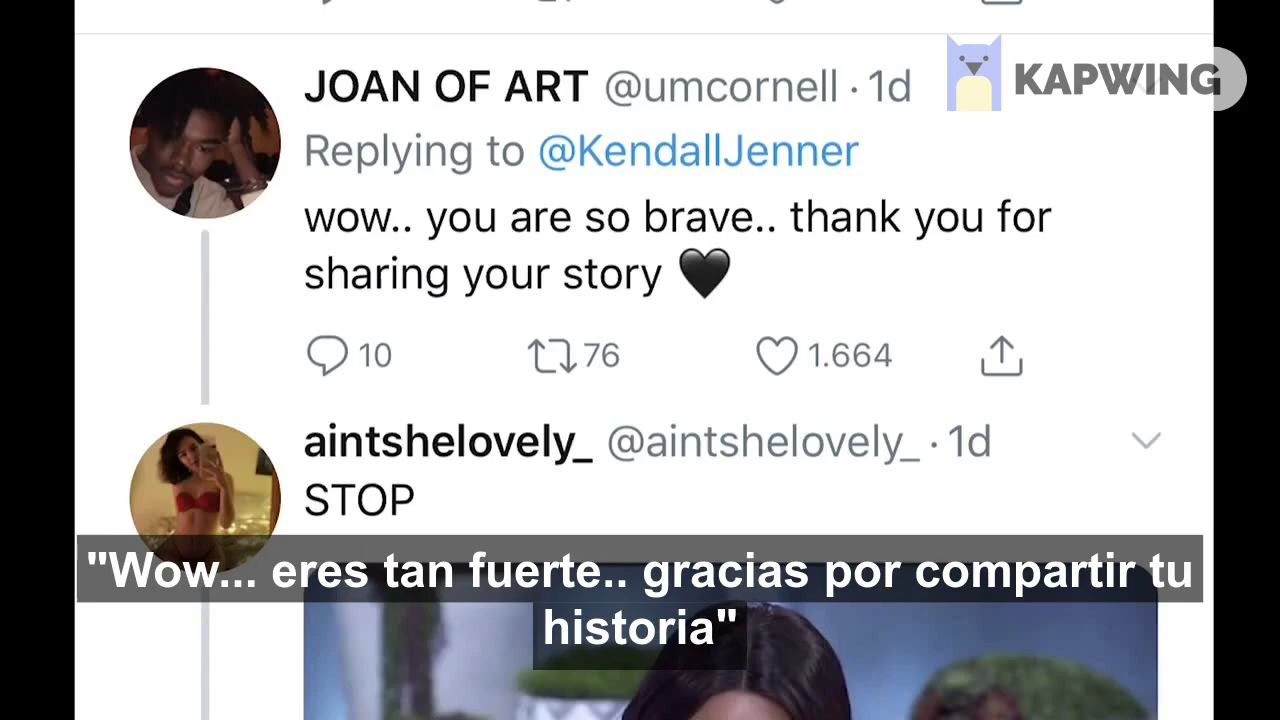 JOAN OF ART @umcornell · 1d
KAPWING
Replying to @KendallJenner
wow.. you are so brave.. thank you for
sharing your story 🖤
10 76 1.664
aintshelovely_ @aintshelovely_ · 1d
STOP
"Wow... eres tan fuerte.. gracias por compartir tu
historia"